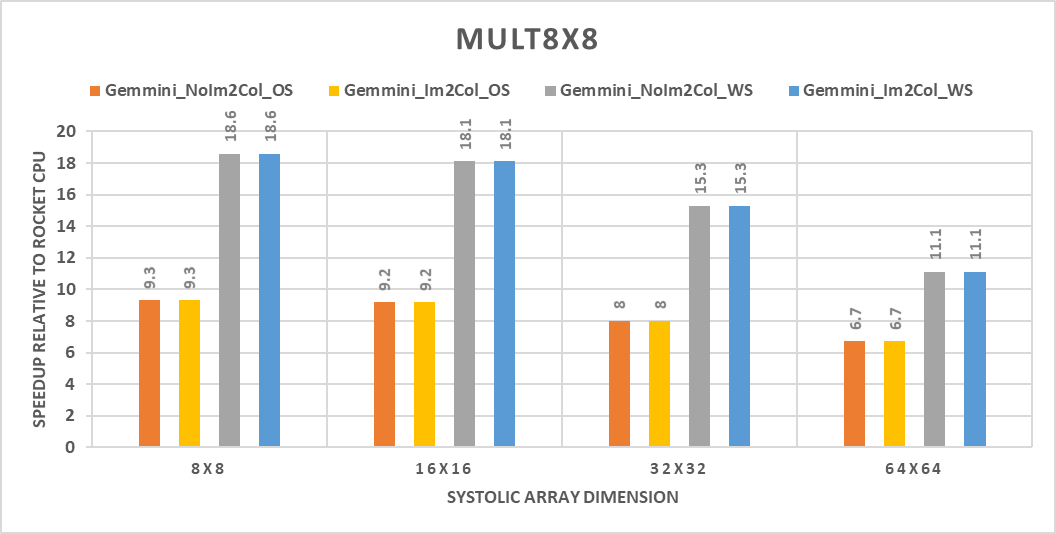 MULT8X8
Gemmini_NoIm2Col_OS Gemmini_Im2Col_OS Gemmini_NoIm2Col_WS Gemmini_Im2Col_WS
SPEEDUP RELATIVE TO ROCKET CPU
20
18
16
14
12
10
8
6
4
2
0
9.3 9.3 18.6 18.6
9.2 9.2 18.1 18.1
8 8 15.3 15.3
6.7 6.7 11.1 11.1
8X8 16X16 32X32 64X64
SYSTOLIC ARRAY DIMENSION